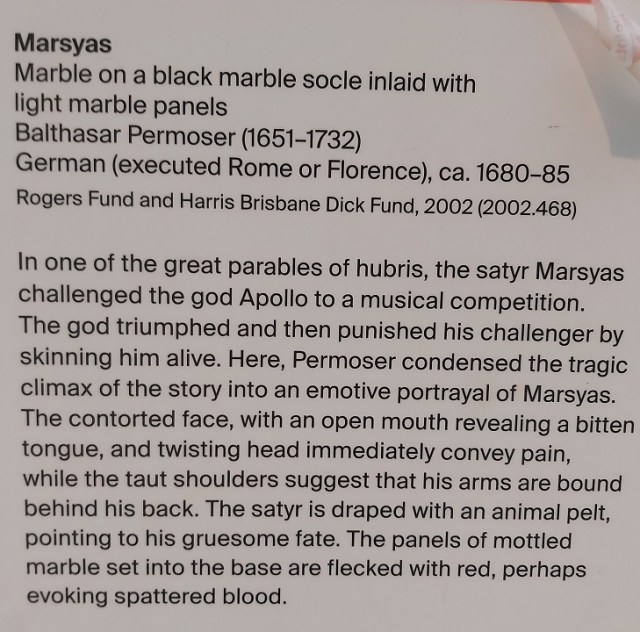 Marsyas
Marble on a black marble socle inlaid with
light marble panels
Balthasar Permoser (1651–1732)
German (executed Rome or Florence), ca. 1680–85
Rogers Fund and Harris Brisbane Dick Fund, 2002 (2002.468)
In one of the great parables of hubris, the satyr Marsyas
challenged the god Apollo to a musical competition.
The god triumphed and then punished his challenger by
skinning him alive. Here, Permoser condensed the tragic
climax of the story into an emotive portrayal of Marsyas.
The contorted face, with an open mouth revealing a bitten
tongue, and twisting head immediately convey pain,
while the taut shoulders suggest that his arms are bound
behind his back. The satyr is draped with an animal pelt,
pointing to his gruesome fate. The panels of mottled
marble set into the base are flecked with red, perhaps
evoking spattered blood.